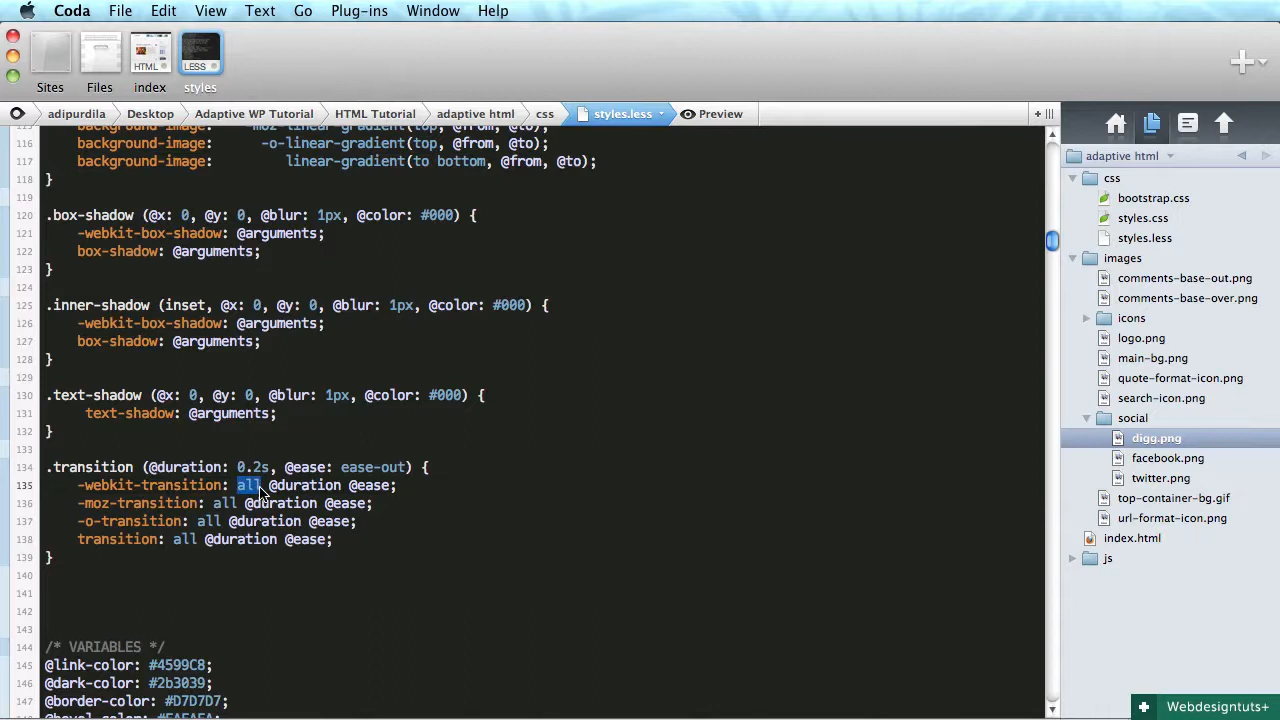 Coda File Edit View Text Go Plug-ins Window Help
HTML LESS
Sites Files index styles
adipurdila Desktop Adaptive WP Tutorial HTML Tutorial adaptive html css styles.less Preview
adaptive html
115 background-image: -moz-linear-gradient(top, @from, @to);
116 background-image: -o-linear-gradient(top, @from, @to);
117 background-image: linear-gradient(to bottom, @from, @to);
118 }
119
120 .box-shadow (@x: 0, @y: 0, @blur: 1px, @color: #000) {
121 -webkit-box-shadow: @arguments;
122 box-shadow: @arguments;
123 }
124
125 .inner-shadow (inset, @x: 0, @y: 0, @blur: 1px, @color: #000) {
126 -webkit-box-shadow: @arguments;
127 box-shadow: @arguments;
128 }
129
130 .text-shadow (@x: 0, @y: 0, @blur: 1px, @color: #000) {
131 text-shadow: @arguments;
132 }
133
134 .transition (@duration: 0.2s, @ease: ease-out) {
135 -webkit-transition: all @duration @ease;
136 -moz-transition: all @duration @ease;
137 -o-transition: all @duration @ease;
138 transition: all @duration @ease;
139 }
140
141
142
143
144 /* VARIABLES */
145 @link-color: #4599C8;
146 @dark-color: #2b3039;
147 @border-color: #D7D7D7;
148 @bevel-color: #FAFAFA;
css
bootstrap.css
styles.css
styles.less
images
comments-base-out.png
comments-base-over.png
icons
logo.png
main-bg.png
quote-format-icon.png
search-icon.png
social
digg.png
facebook.png
twitter.png
top-container-bg.gif
url-format-icon.png
index.html
js
Webdesigntuts+